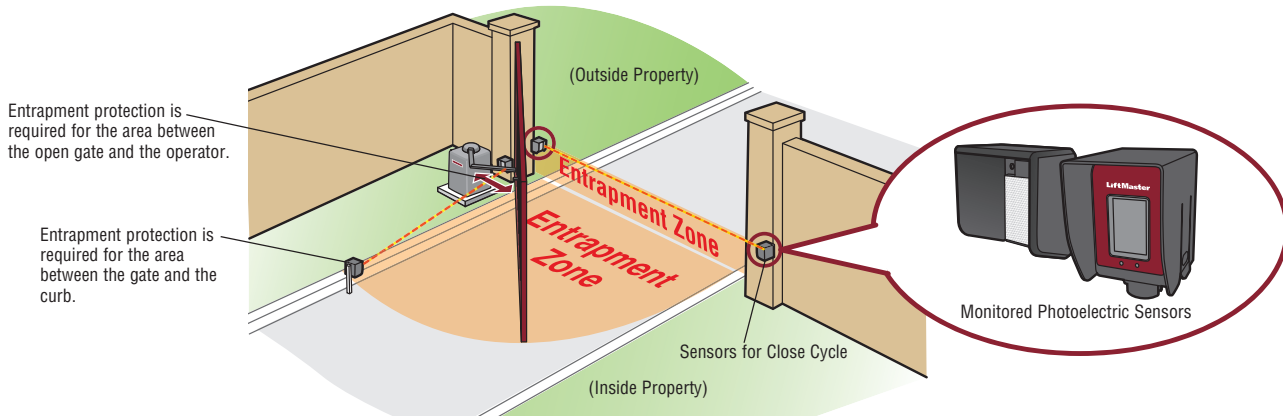 (Outside Property)
Entrapment protection is
required for the area between
the open gate and the operator.
Entrapment Zone
LiftMaster
Entrapment
Zone
Entrapment protection is
required for the area
between the gate and the
curb.
Monitored Photoelectric Sensors
Sensors for Close Cycle
(Inside Property)